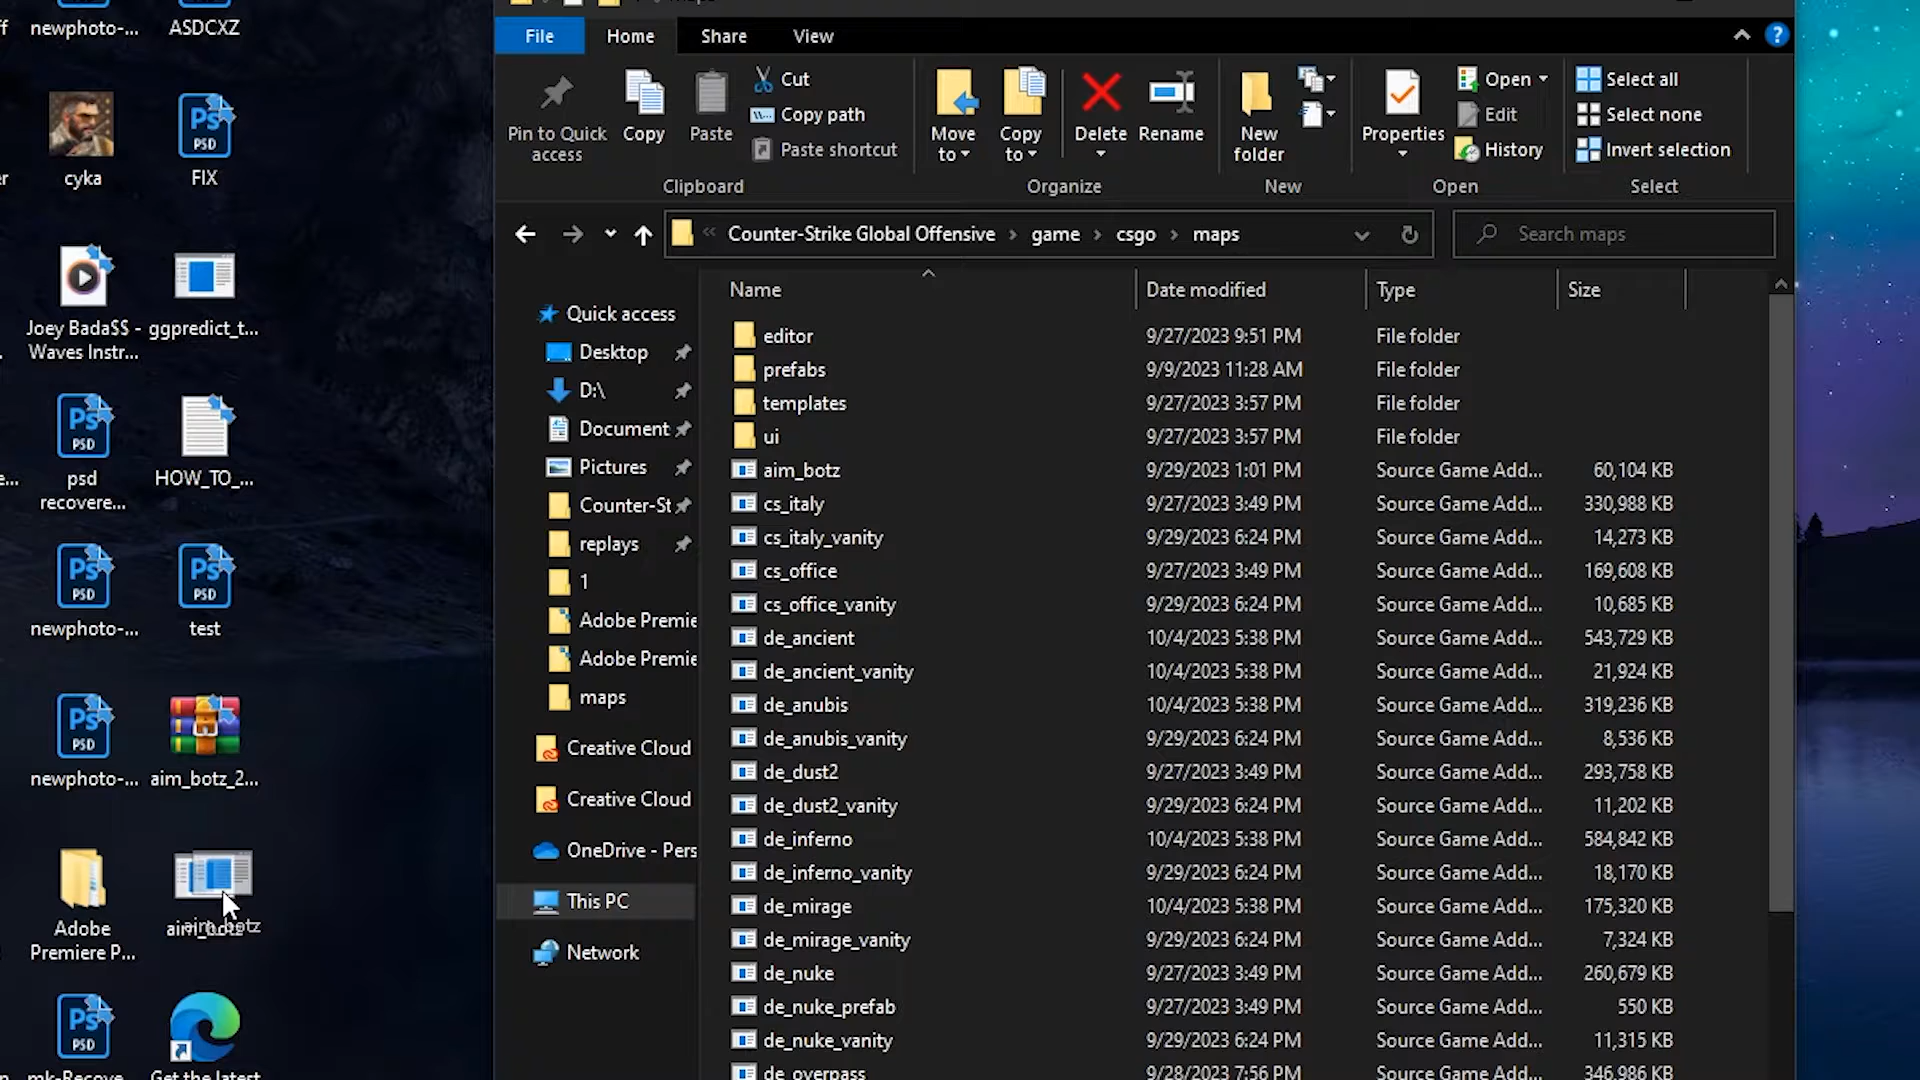 newphoto-...
ASDCXZ
cyka
FIX
Joey Bada$$ -
Waves Instr...
ggpredict_t...
psd
recovere...
HOW_TO_...
newphoto-...
test
newphoto-...
aim_botz_2...
Adobe
Premiere P...
aim_botz
aim_botz
Get the latest
PSD
PSD
PSD
PSD
PSD
PSD
File
Home
Share
View
Pin to Quick
access
Copy
Paste
Cut
Copy path
Paste shortcut
Clipboard
Move
to
Copy
to
Delete
Rename
Organize
New
folder
New
Properties
Open
Edit
History
Open
Select all
Select none
Invert selection
Select
« Counter-Strike Global Offensive › game › csgo › maps
Search maps
Quick access
Desktop
D:\
Document
Pictures
Counter-St
replays
1
Adobe Premie
Adobe Premie
maps
Creative Cloud
Creative Cloud
OneDrive - Pers
This PC
Network
Name Date modified Type Size
editor 9/27/2023 9:51 PM File folder
prefabs 9/9/2023 11:28 AM File folder
templates 9/27/2023 3:57 PM File folder
ui 9/27/2023 3:57 PM File folder
aim_botz 9/29/2023 1:01 PM Source Game Add... 60,104 KB
cs_italy 9/27/2023 3:49 PM Source Game Add... 330,988 KB
cs_italy_vanity 9/29/2023 6:24 PM Source Game Add... 14,273 KB
cs_office 9/27/2023 3:49 PM Source Game Add... 169,608 KB
cs_office_vanity 9/29/2023 6:24 PM Source Game Add... 10,685 KB
de_ancient 10/4/2023 5:38 PM Source Game Add... 543,729 KB
de_ancient_vanity 10/4/2023 5:38 PM Source Game Add... 21,924 KB
de_anubis 10/4/2023 5:38 PM Source Game Add... 319,236 KB
de_anubis_vanity 9/29/2023 6:24 PM Source Game Add... 8,536 KB
de_dust2 9/27/2023 3:49 PM Source Game Add... 293,758 KB
de_dust2_vanity 9/29/2023 6:24 PM Source Game Add... 11,202 KB
de_inferno 10/4/2023 5:38 PM Source Game Add... 584,842 KB
de_inferno_vanity 9/29/2023 6:24 PM Source Game Add... 18,170 KB
de_mirage 10/4/2023 5:38 PM Source Game Add... 175,320 KB
de_mirage_vanity 9/29/2023 6:24 PM Source Game Add... 7,324 KB
de_nuke 9/27/2023 3:49 PM Source Game Add... 260,679 KB
de_nuke_prefab 9/27/2023 3:49 PM Source Game Add... 550 KB
de_nuke_vanity 9/29/2023 6:24 PM Source Game Add... 11,315 KB
de_overpass 9/28/2023 7:56 PM Source Game Add... 346,986 KB